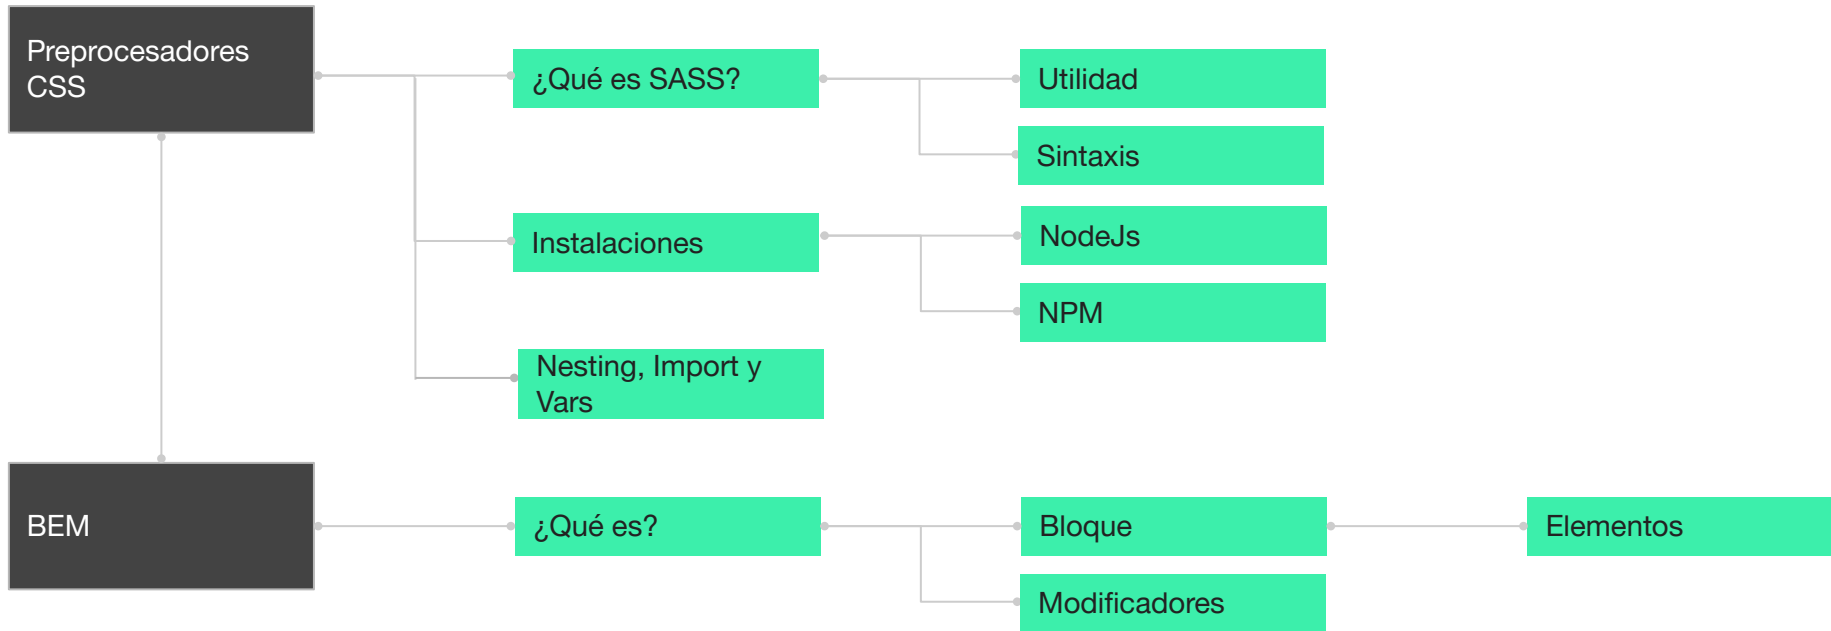 Preprocesadores
CSS
¿Qué es SASS?
Utilidad
Sintaxis
Instalaciones
NodeJs
NPM
Nesting, Import y
Vars
BEM
¿Qué es?
Bloque
Elementos
Modificadores